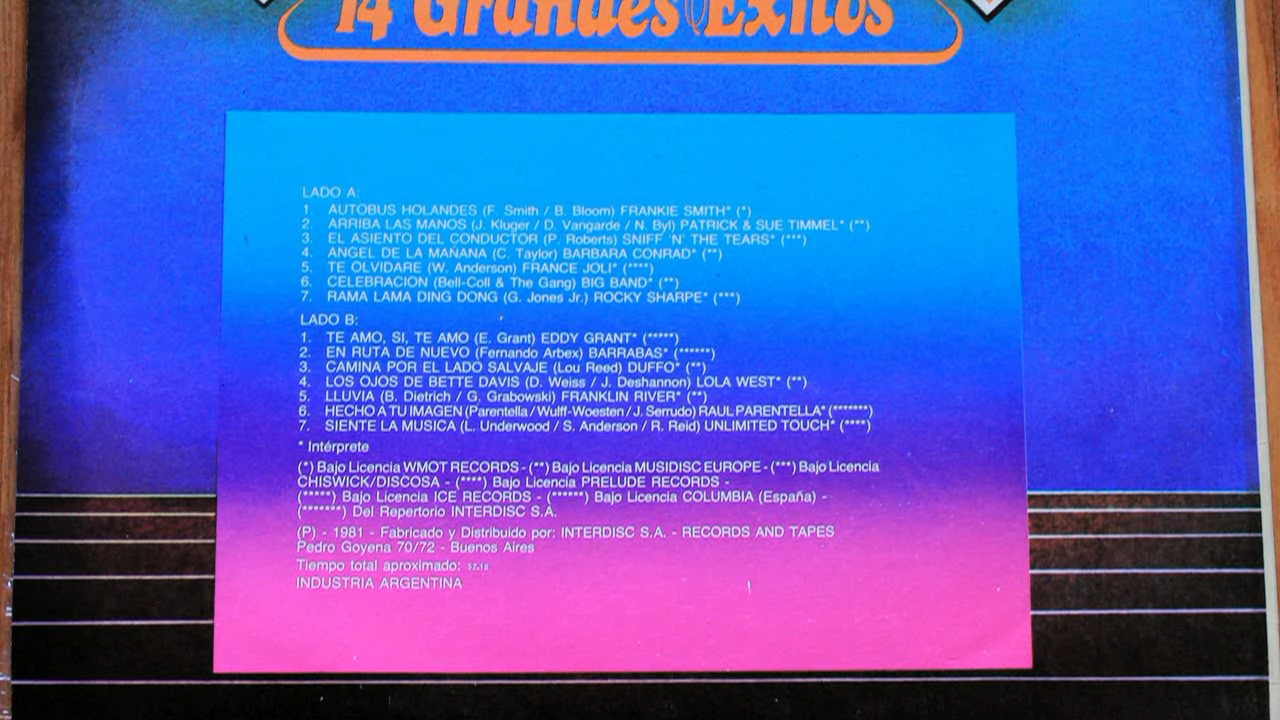 14 Grandes Exitos
LADO A:
1. AUTOBUS HOLANDES (F. Smith / B. Bloom) FRANKIE SMITH* (*)
2. ARRIBA LAS MANOS (J. Kluger / D. Vangarde / N. Byl) PATRICK & SUE TIMMEL* (**)
3. EL ASIENTO DEL CONDUCTOR (P. Roberts) SNIFF 'N' THE TEARS* (***)
4. ANGEL DE LA MAÑANA (C. Taylor) BARBARA CONRAD* (**)
5. TE OLVIDARE (W. Anderson) FRANCE JOLI* (****)
6. CELEBRACION (Bell-Coll & The Gang) BIG BAND* (**)
7. RAMA LAMA DING DONG (G. Jones Jr.) ROCKY SHARPE* (***)
LADO B:
1. TE AMO, SI, TE AMO (E. Grant) EDDY GRANT* (*****)
2. EN RUTA DE NUEVO (Fernando Arbex) BARRABAS* (******)
3. CAMINA POR EL LADO SALVAJE (Lou Reed) DUFFO* (**)
4. LOS OJOS DE BETTE DAVIS (D. Weiss / J. Deshannon) LOLA WEST* (**)
5. LLUVIA (B. Dietrich / G. Grabowski) FRANKLIN RIVER* (**)
6. HECHO A TU IMAGEN (Parentella / Wulff-Woesten / J. Serrudo) RAUL PARENTELLA* (*******)
7. SIENTE LA MUSICA (L. Underwood / S. Anderson / R. Reid) UNLIMITED TOUCH* (****)
* Intérprete
(*) Bajo Licencia WMOT RECORDS - (**) Bajo Licencia MUSIDISC EUROPE - (***) Bajo Licencia
CHISWICK/DISCOSA - (****) Bajo Licencia PRELUDE RECORDS -
(*****) Bajo Licencia ICE RECORDS - (******) Bajo Licencia COLUMBIA (España) -
(*******) Del Repertorio INTERDISC S.A.
(P) - 1981 - Fabricado y Distribuido por: INTERDISC S.A. - RECORDS AND TAPES
Pedro Goyena 70/72 - Buenos Aires
Tiempo total aproximado: 52.10
INDUSTRIA ARGENTINA